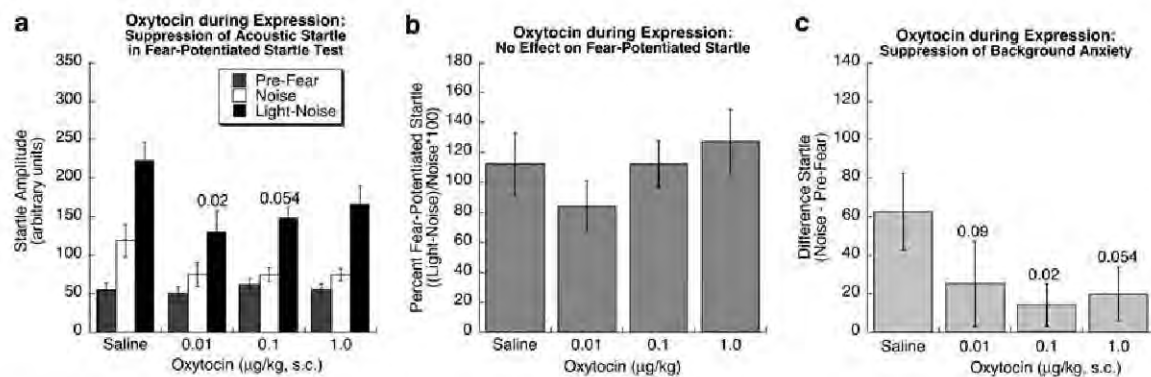 a
Oxytocin during Expression:
Suppression of Acoustic Startle
in Fear-Potentiated Startle Test
Startle Amplitude
(arbitrary units)
350
300
250
200
150
100
50
0
Pre-Fear
Noise
Light-Noise
0.02
0.054
Saline
0.01
0.1
1.0
Oxytocin (μg/kg, s.c.)
b
Oxytocin during Expression:
No Effect on Fear-Potentiated Startle
Percent Fear-Potentiated Startle
((Light-Noise)/Noise*100)
180
160
140
120
100
80
60
40
20
0
Saline
0.01
0.1
1.0
Oxytocin (μg/kg)
c
Oxytocin during Expression:
Suppression of Background Anxiety
Difference Startle
(Noise - Pre-Fear)
140
120
100
80
60
40
20
0
0.09
0.02
0.054
Saline
0.01
0.1
1.0
Oxytocin (μg/kg, s.c.)